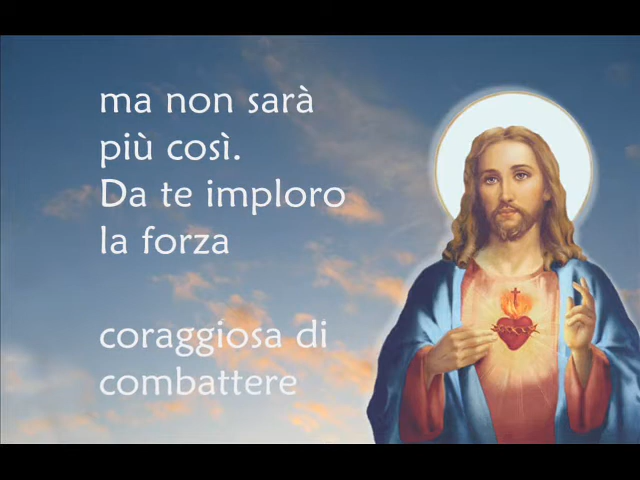 ma non sarà
più così.
Da te imploro
la forza
coraggiosa di
combattere